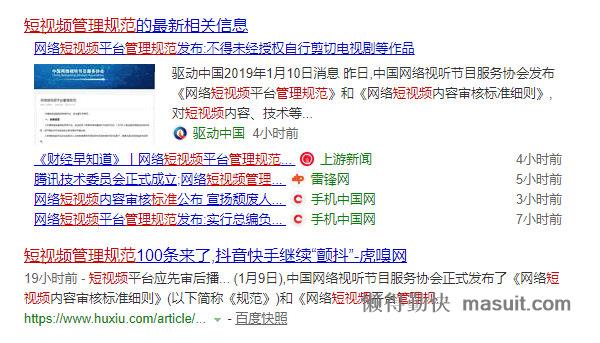 短视频管理规范的最新相关信息
网络短视频平台管理规范发布:不得未经授权自行剪切电视剧等作品
驱动中国2019年1月10日消息 昨日,中国网络视听节目服务协会发布
《网络短视频平台管理规范》和《网络短视频内容审核标准细则》,
对短视频内容、技术等...
驱动中国 4小时前
《财经早知道》丨网络短视频平台管理规范... 上游新闻 4小时前
腾讯技术委员会正式成立;网络短视频管理... 雷锋网 5小时前
网络短视频内容审核标准公布 宣扬颓废人... 手机中国网 3小时前
网络短视频平台管理规范发布:实行总编负... 手机中国网 7小时前
短视频管理规范100条来了,抖音快手继续“颤抖”-虎嗅网
19小时前 - 短视频平台应先审后播... (1月9日),中国网络视听节目服务协会正式发布了《网络短
视频内容审核标准细则》(以下简称《规范》)和《网络短视频平台管理规...
https://www.huxiu.com/article/... - 百度快照
懒得勤快 masuit.com